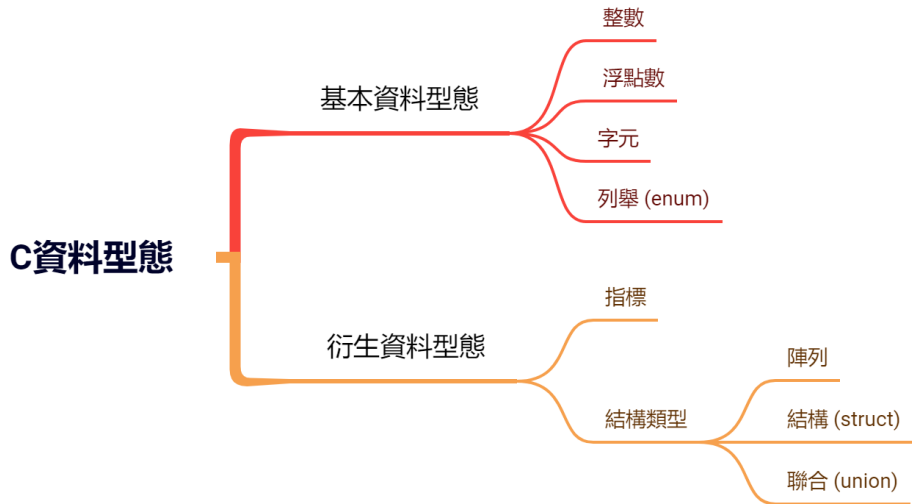 C資料型態
基本資料型態
整數
浮點數
字元
列舉 (enum)
衍生資料型態
指標
結構類型
陣列
結構 (struct)
聯合 (union)